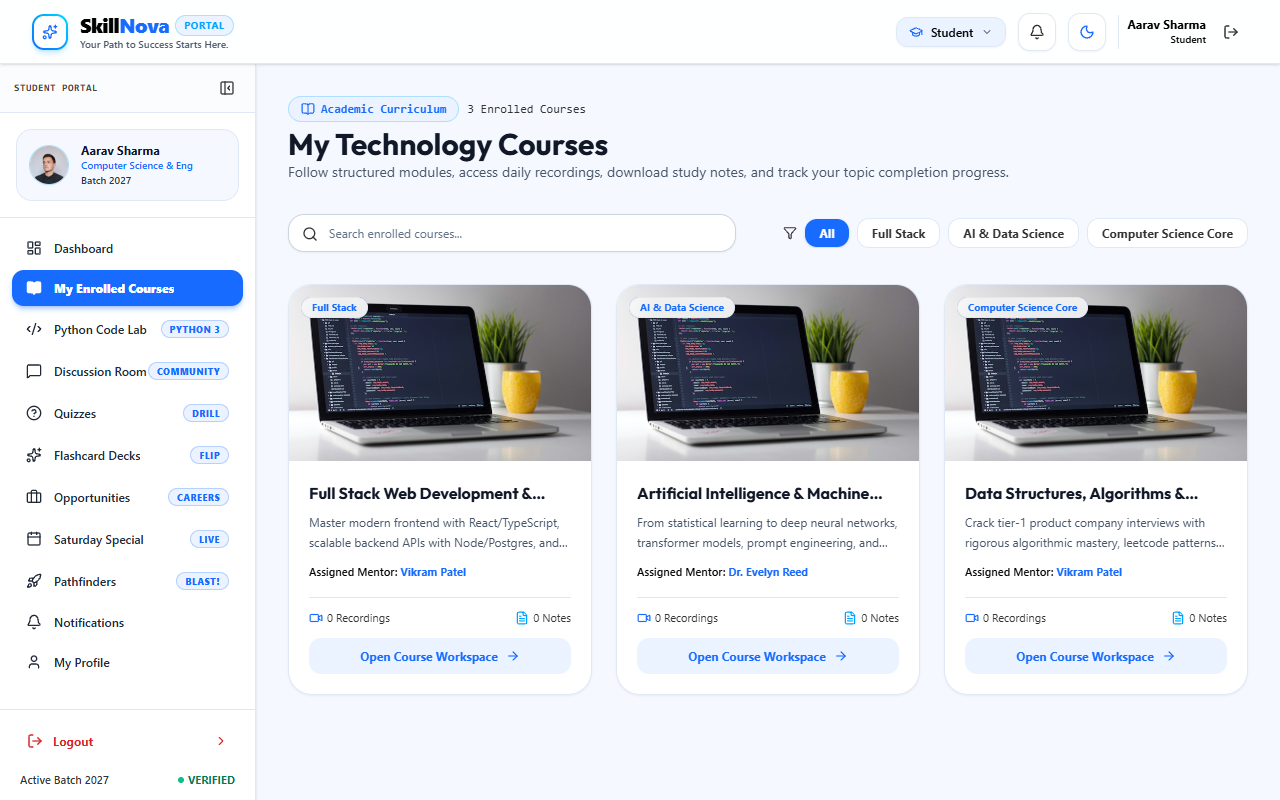 SkillNova PORTAL
Your Path to Success Starts Here.
Student
Aarav Sharma
Student
STUDENT PORTAL
Aarav Sharma
Computer Science & Eng
Batch 2027
Dashboard
My Enrolled Courses
Python Code Lab PYTHON 3
Discussion Room COMMUNITY
Quizzes DRILL
Flashcard Decks FLIP
Opportunities CAREERS
Saturday Special LIVE
Pathfinders BLAST!
Notifications
My Profile
Logout
Active Batch 2027 VERIFIED
Academic Curriculum 3 Enrolled Courses
My Technology Courses
Follow structured modules, access daily recordings, download study notes, and track your topic completion progress.
Search enrolled courses...
All Full Stack AI & Data Science Computer Science Core
Full Stack
Full Stack Web Development &...
Master modern frontend with React/TypeScript,
scalable backend APIs with Node/Postgres, and...
Assigned Mentor: Vikram Patel
0 Recordings 0 Notes
Open Course Workspace
AI & Data Science
Artificial Intelligence & Machine...
From statistical learning to deep neural networks,
transformer models, prompt engineering, and...
Assigned Mentor: Dr. Evelyn Reed
0 Recordings 0 Notes
Open Course Workspace
Computer Science Core
Data Structures, Algorithms &...
Crack tier-1 product company interviews with
rigorous algorithmic mastery, leetcode patterns...
Assigned Mentor: Vikram Patel
0 Recordings 0 Notes
Open Course Workspace